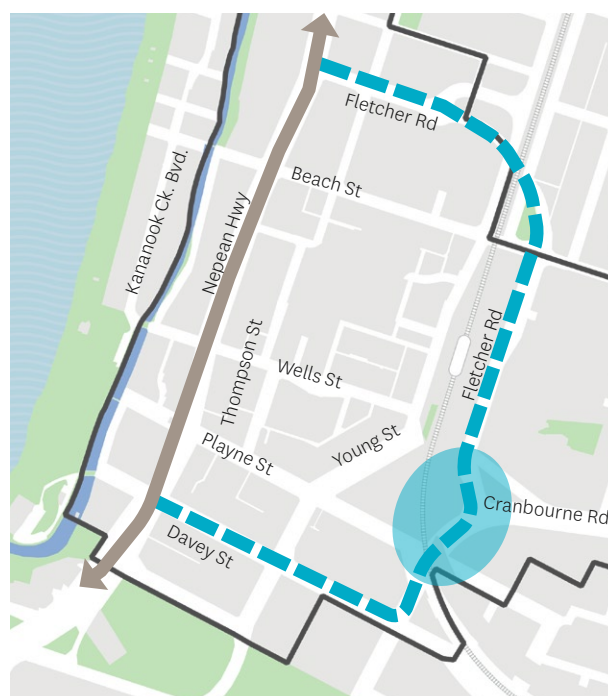 Fletcher Rd
Beach St
Kananook Ck. Bvd.
Nepean Hwy
Thompson St
Wells St
Fletcher Rd
Playne St
Young St
Cranbourne Rd
Davey St